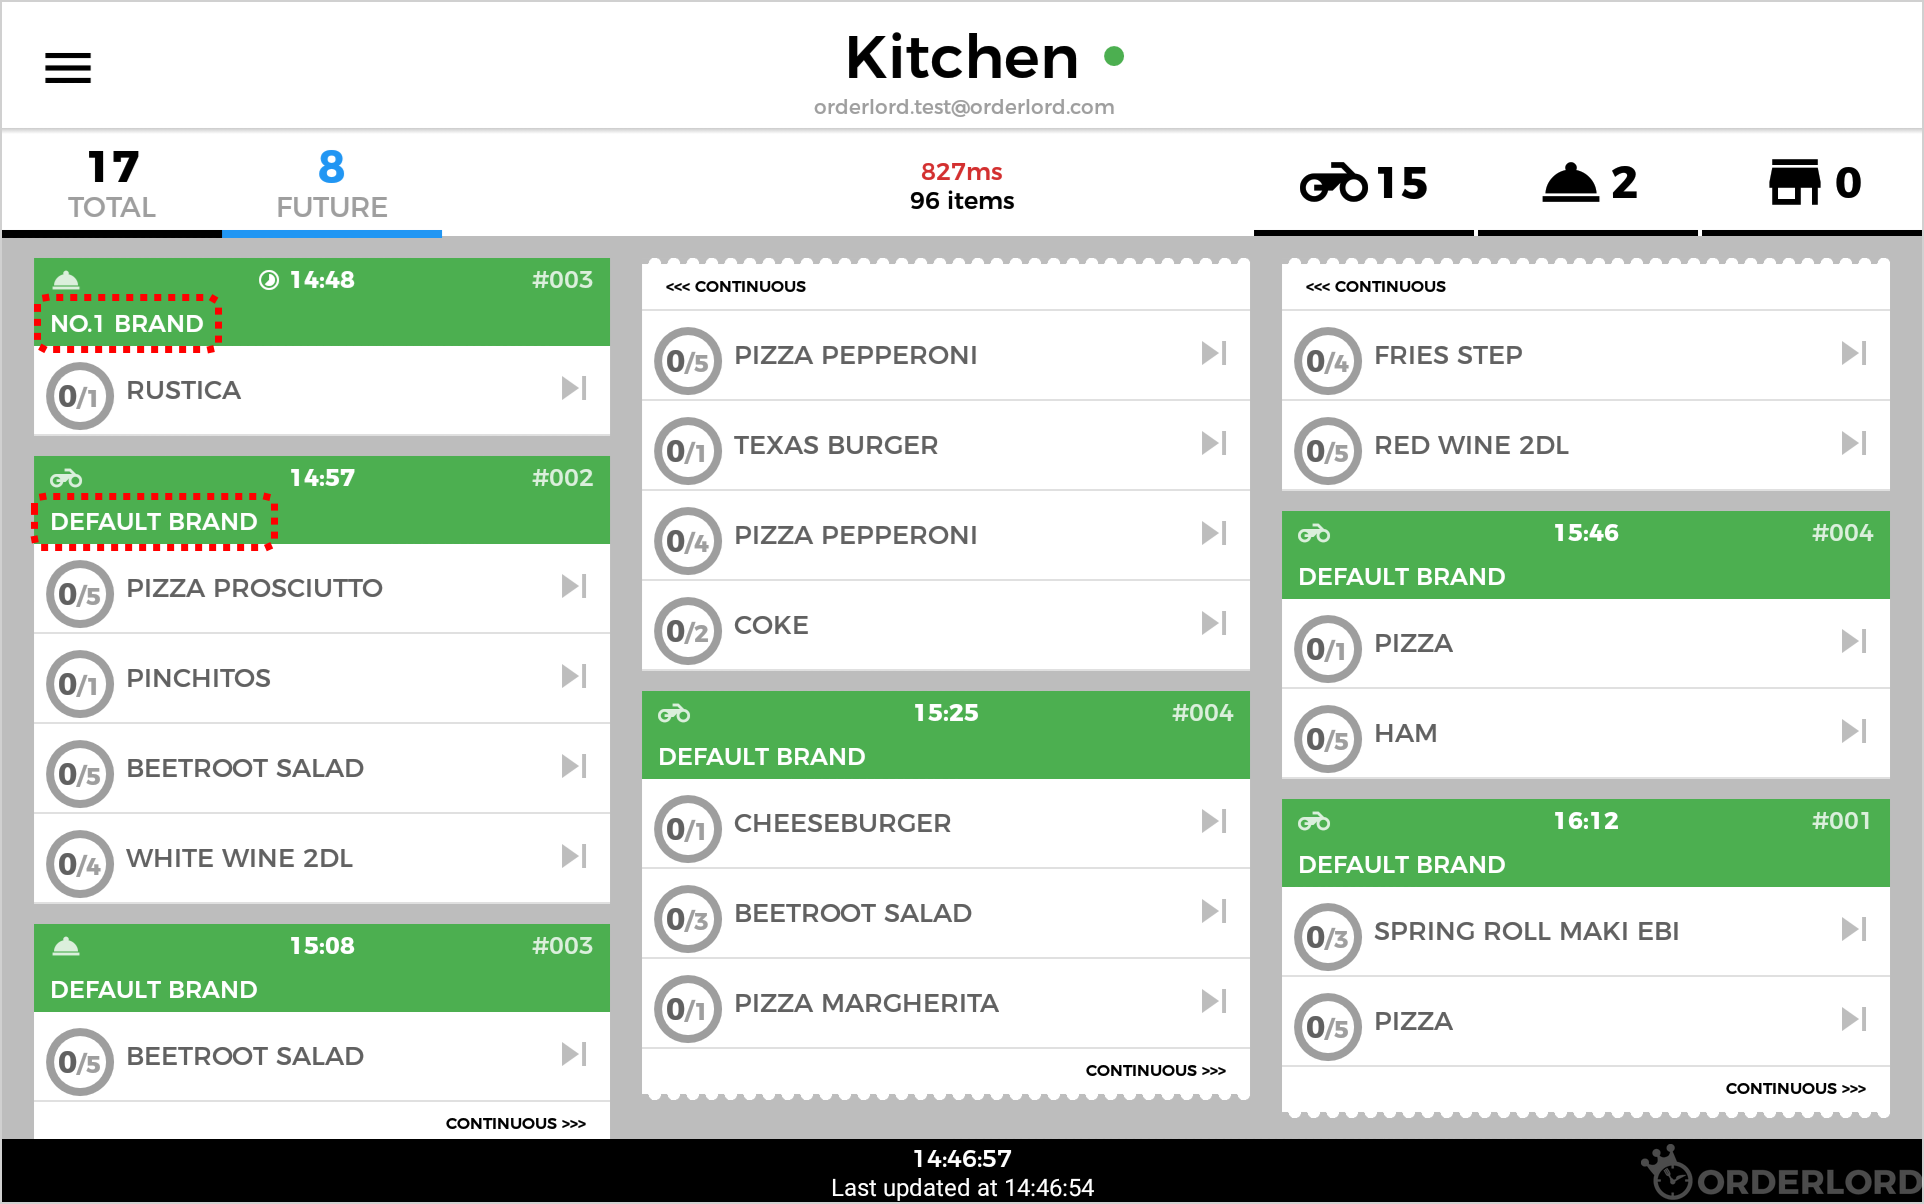 Kitchen
orderlord.test@orderlord.com
17
TOTAL
8
FUTURE
827ms
96 items
15
2
0
14:48 #003
NO.1 BRAND
0/1 RUSTICA
14:57 #002
DEFAULT BRAND
0/5 PIZZA PROSCIUTTO
0/1 PINCHITOS
0/5 BEETROOT SALAD
0/4 WHITE WINE 2DL
15:08 #003
DEFAULT BRAND
0/5 BEETROOT SALAD
CONTINUOUS >>>
<<< CONTINUOUS
0/5 PIZZA PEPPERONI
0/1 TEXAS BURGER
0/4 PIZZA PEPPERONI
0/2 COKE
15:25 #004
DEFAULT BRAND
0/1 CHEESEBURGER
0/3 BEETROOT SALAD
0/1 PIZZA MARGHERITA
CONTINUOUS >>>
<<< CONTINUOUS
0/4 FRIES STEP
0/5 RED WINE 2DL
15:46 #004
DEFAULT BRAND
0/1 PIZZA
0/5 HAM
16:12 #001
DEFAULT BRAND
0/3 SPRING ROLL MAKI EBI
0/5 PIZZA
CONTINUOUS >>>
14:46:57
Last updated at 14:46:54
ORDERLORD